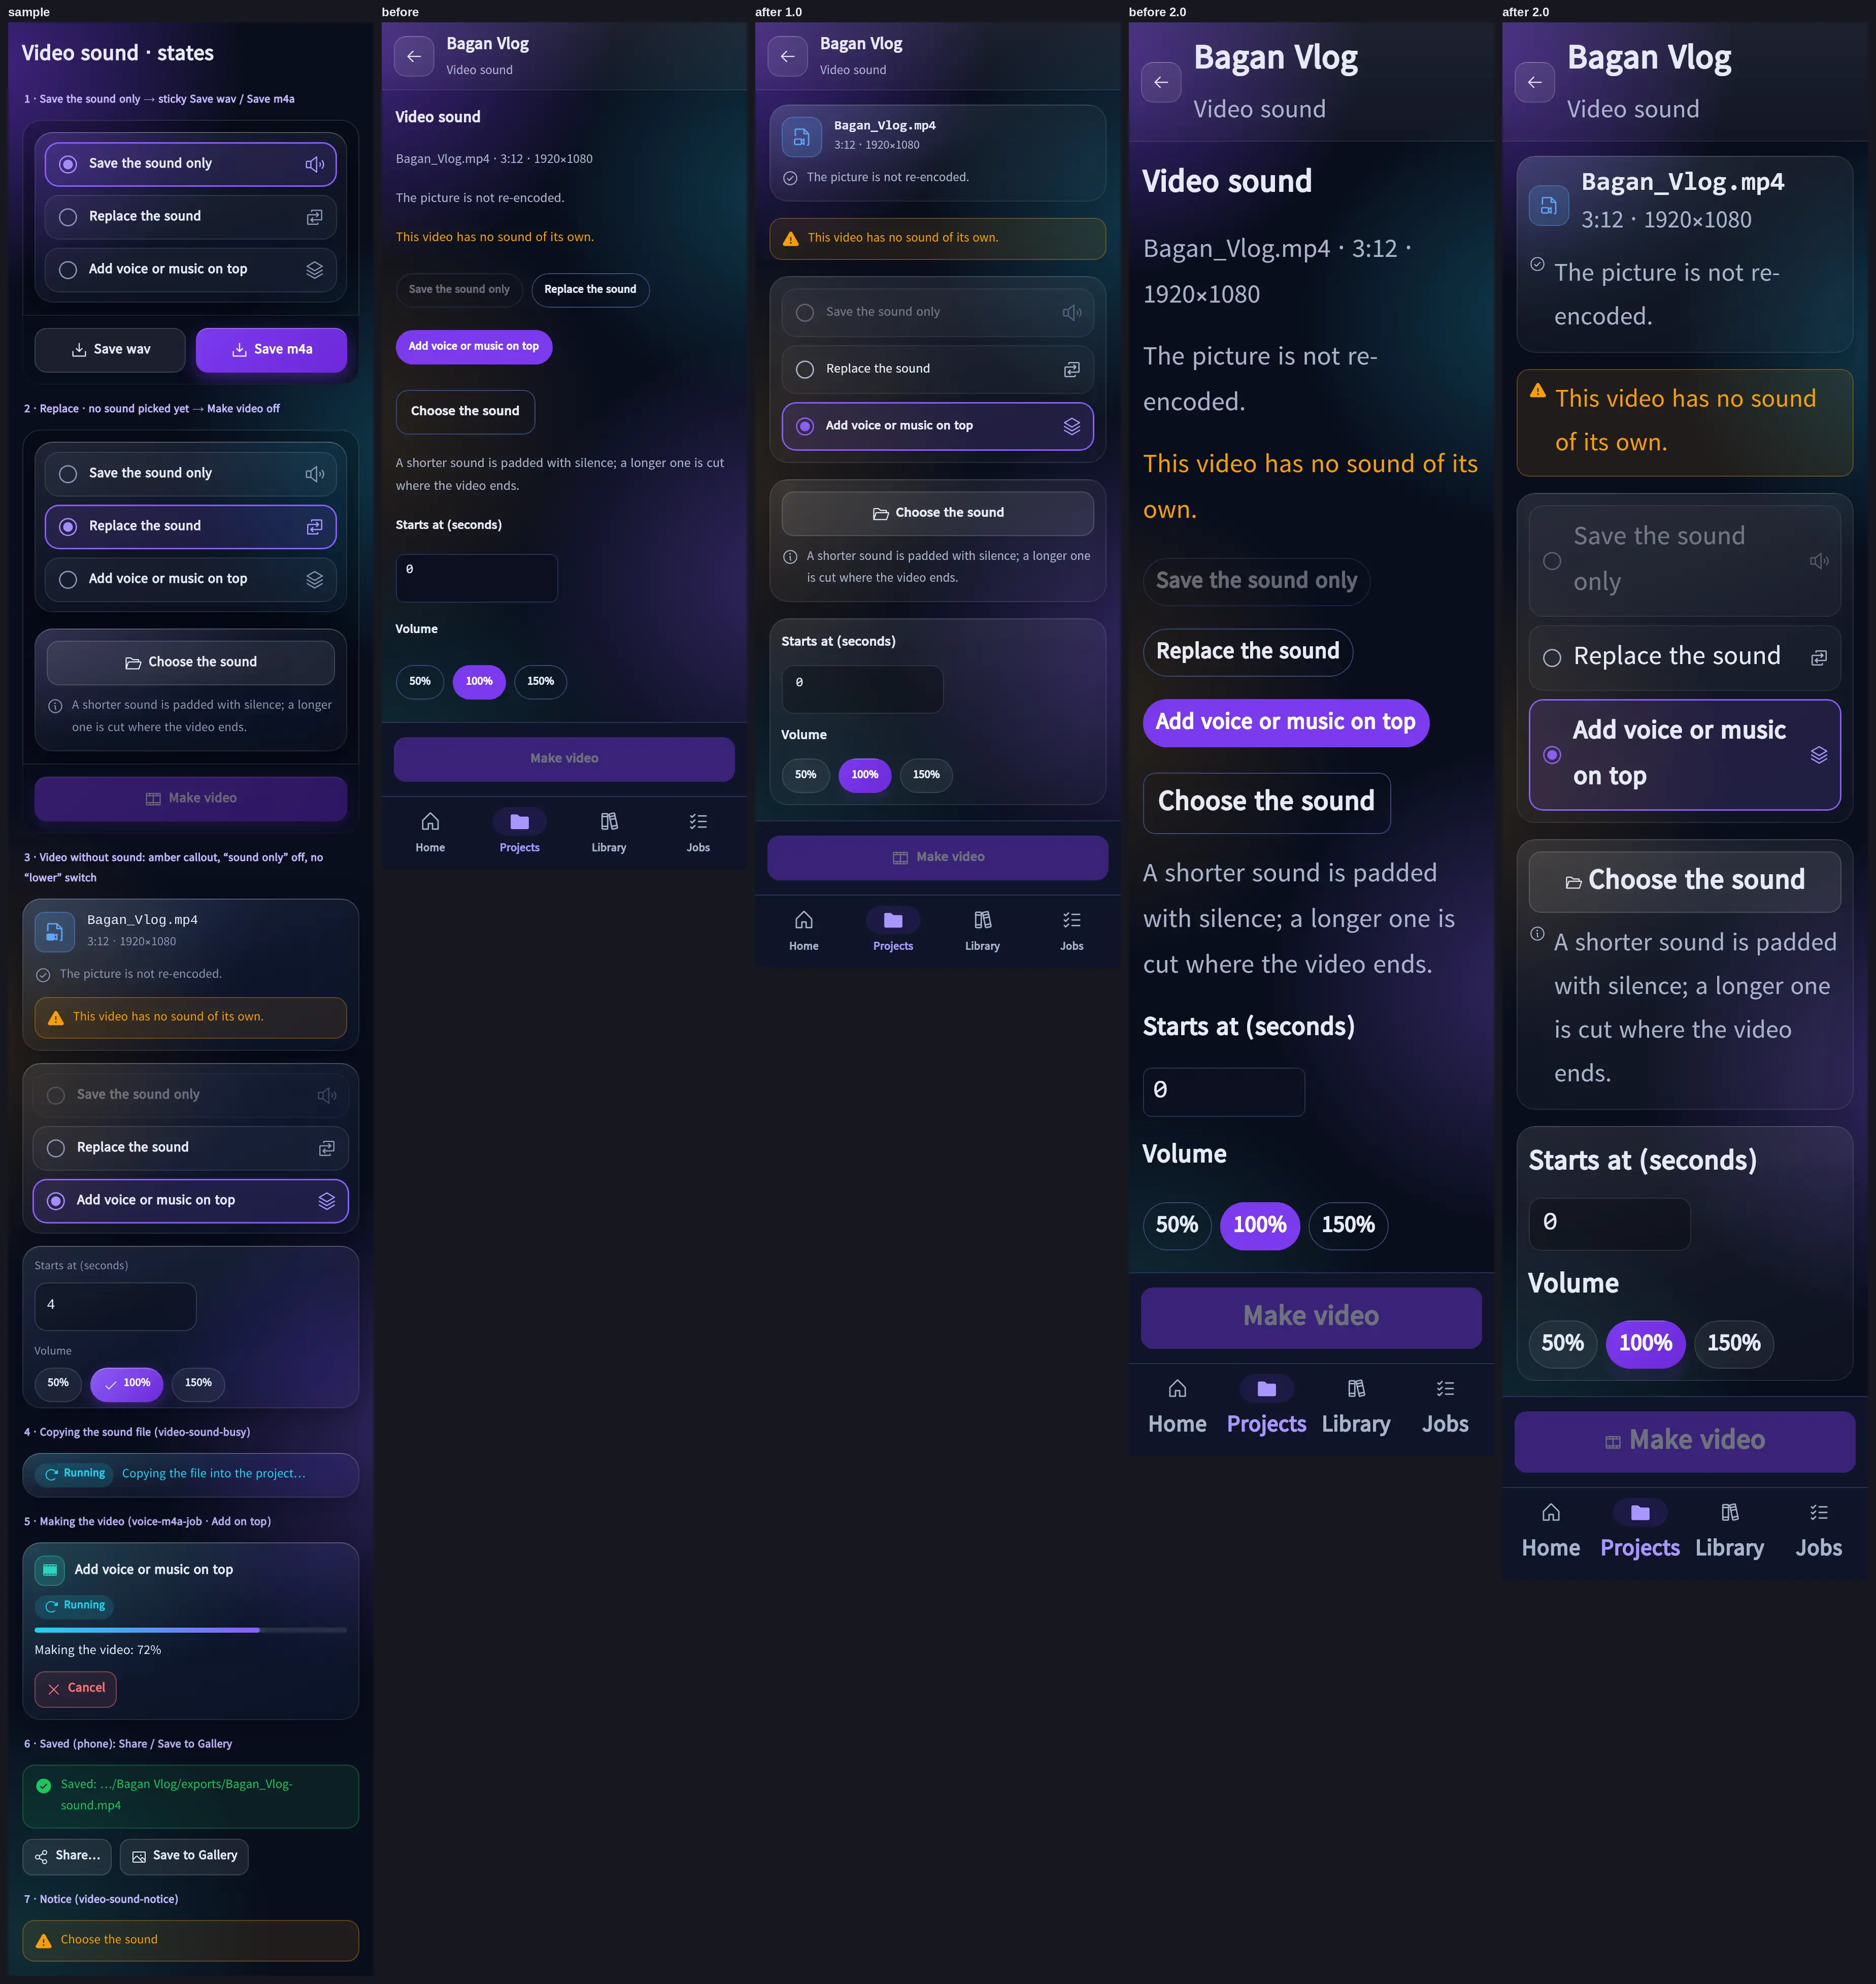 sample
Video sound · states
1 · Save the sound only → sticky Save wav / Save m4a
Save the sound only
Replace the sound
Add voice or music on top
Save wav
Save m4a
2 · Replace · no sound picked yet → Make video off
Save the sound only
Replace the sound
Add voice or music on top
Choose the sound
A shorter sound is padded with silence; a longer
one is cut where the video ends.
Make video
3 · Video without sound: amber callout, “sound only” off, no
“lower” switch
Bagan_Vlog.mp4
3:12 · 1920×1080
The picture is not re-encoded.
This video has no sound of its own.
Save the sound only
Replace the sound
Add voice or music on top
Starts at (seconds)
4
Volume
50%
100%
150%
4 · Copying the sound file (video-sound-busy)
Running
Copying the file into the project…
5 · Making the video (voice-m4a-job · Add on top)
Add voice or music on top
Running
Making the video: 72%
Cancel
6 · Saved (phone): Share / Save to Gallery
Saved: …/Bagan Vlog/exports/Bagan_Vlog-
sound.mp4
Share…
Save to Gallery
7 · Notice (video-sound-notice)
Choose the sound
before
Bagan Vlog
Video sound
Video sound
Bagan_Vlog.mp4 · 3:12 · 1920×1080
The picture is not re-encoded.
This video has no sound of its own.
Save the sound only
Replace the sound
Add voice or music on top
Choose the sound
A shorter sound is padded with silence; a longer one is cut
where the video ends.
Starts at (seconds)
0
Volume
50%
100%
150%
Make video
Home
Projects
Library
Jobs
after 1.0
Bagan Vlog
Video sound
Bagan_Vlog.mp4
3:12 · 1920×1080
The picture is not re-encoded.
This video has no sound of its own.
Save the sound only
Replace the sound
Add voice or music on top
Choose the sound
A shorter sound is padded with silence; a longer one
is cut where the video ends.
Starts at (seconds)
0
Volume
50%
100%
150%
Make video
Home
Projects
Library
Jobs
before 2.0
Bagan Vlog
Video sound
Video sound
Bagan_Vlog.mp4 · 3:12 ·
1920×1080
The picture is not re-
encoded.
This video has no sound of its
own.
Save the sound only
Replace the sound
Add voice or music on top
Choose the sound
A shorter sound is padded
with silence; a longer one is
cut where the video ends.
Starts at (seconds)
0
Volume
50%
100%
150%
Make video
Home
Projects
Library
Jobs
after 2.0
Bagan Vlog
Video sound
Bagan_Vlog.mp4
3:12 · 1920×1080
The picture is not re-
encoded.
This video has no sound
of its own.
Save the sound
only
Replace the sound
Add voice or music
on top
Choose the sound
A shorter sound is padded
with silence; a longer one
is cut where the video
ends.
Starts at (seconds)
0
Volume
50%
100%
150%
Make video
Home
Projects
Library
Jobs